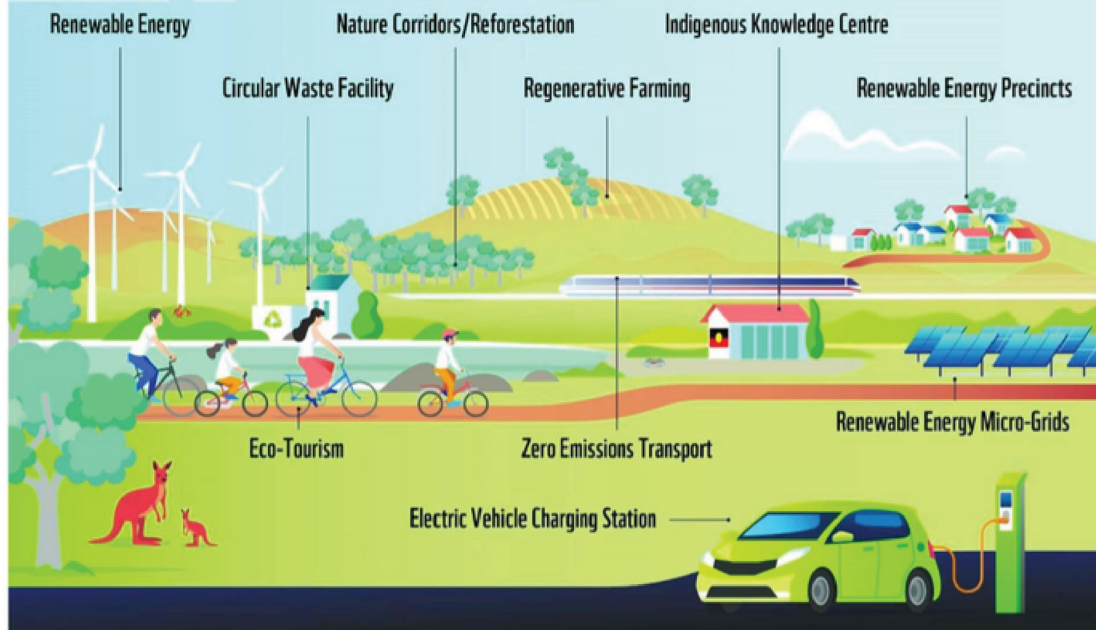 Renewable Energy
Nature Corridors/Reforestation
Indigenous Knowledge Centre
Circular Waste Facility
Regenerative Farming
Renewable Energy Precincts
Renewable Energy Micro-Grids
Eco-Tourism
Zero Emissions Transport
Electric Vehicle Charging Station